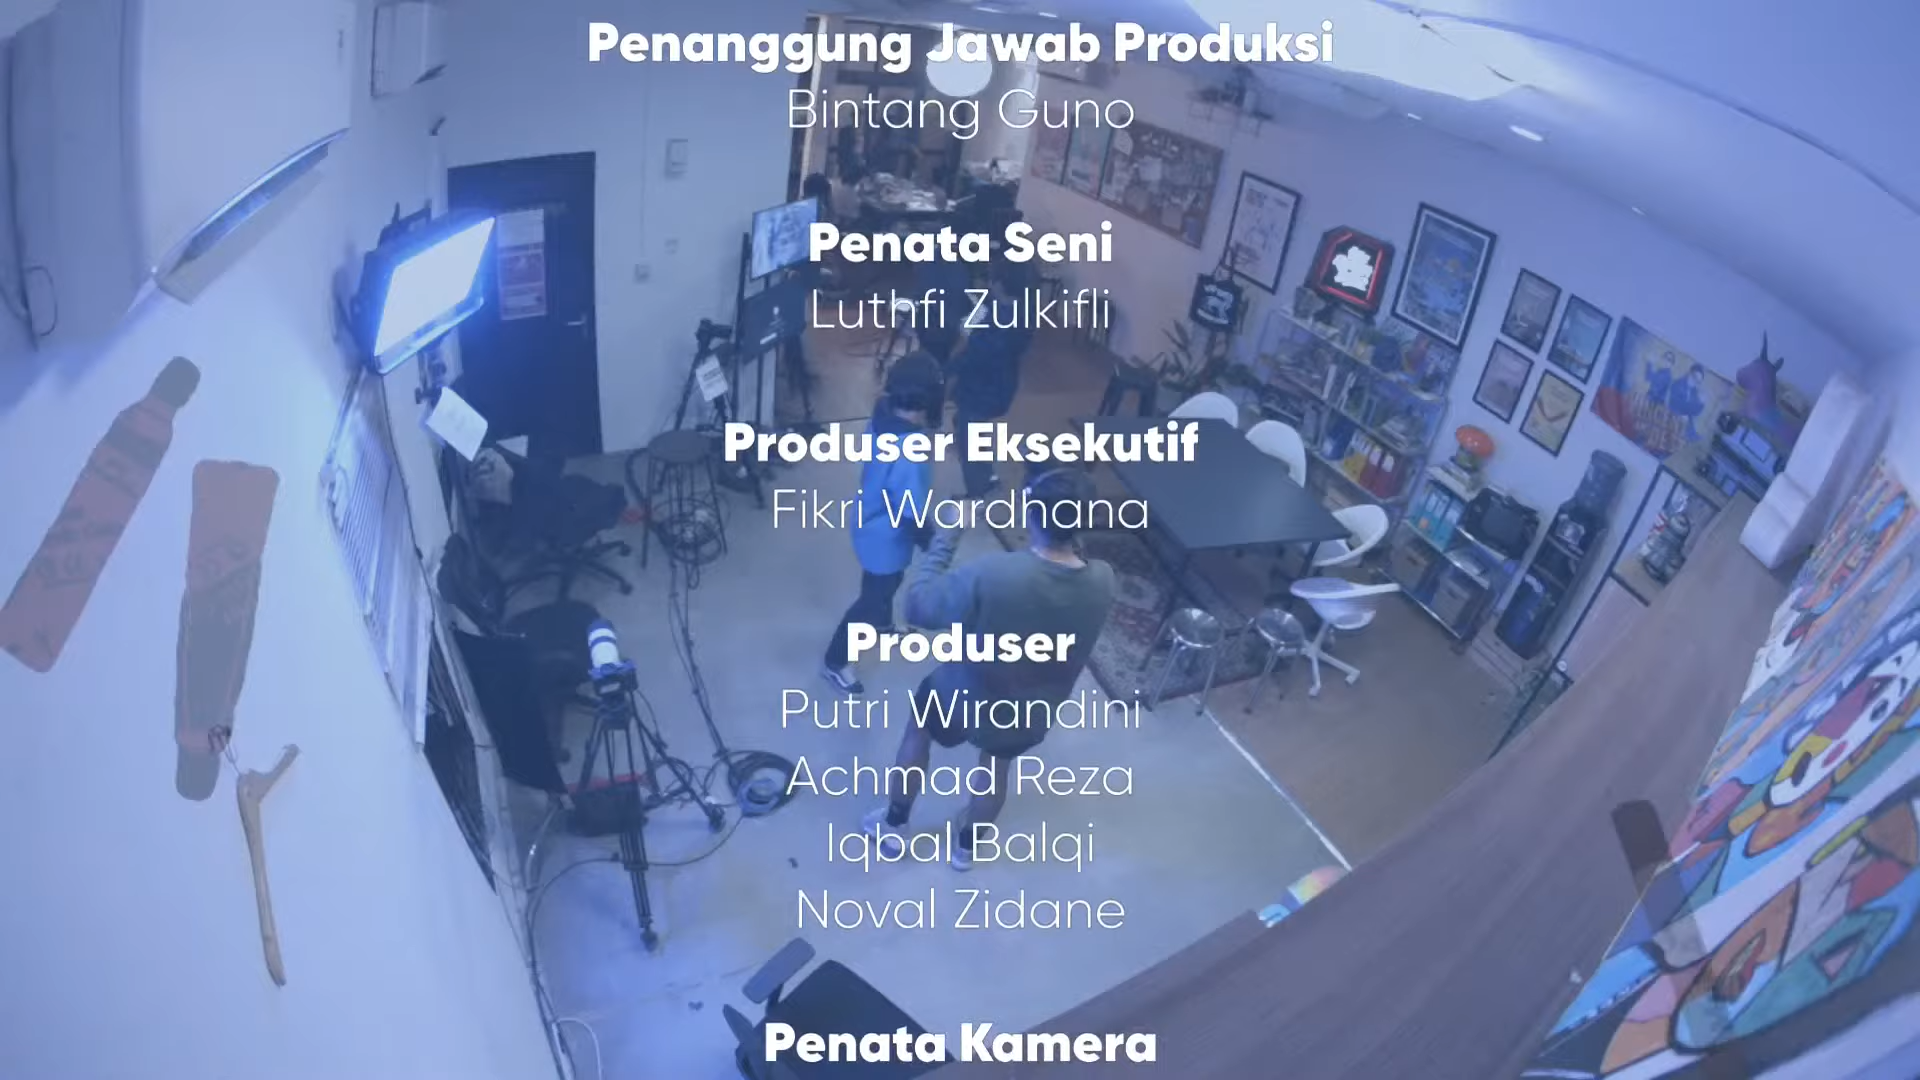 Penanggung Jawab Produksi
Bintang Guno
Penata Seni
Luthfi Zulkifli
Produser Eksekutif
Fikri Wardhana
Produser
Putri Wirandini
Achmad Reza
Iqbal Balqi
Noval Zidane
Penata Kamera